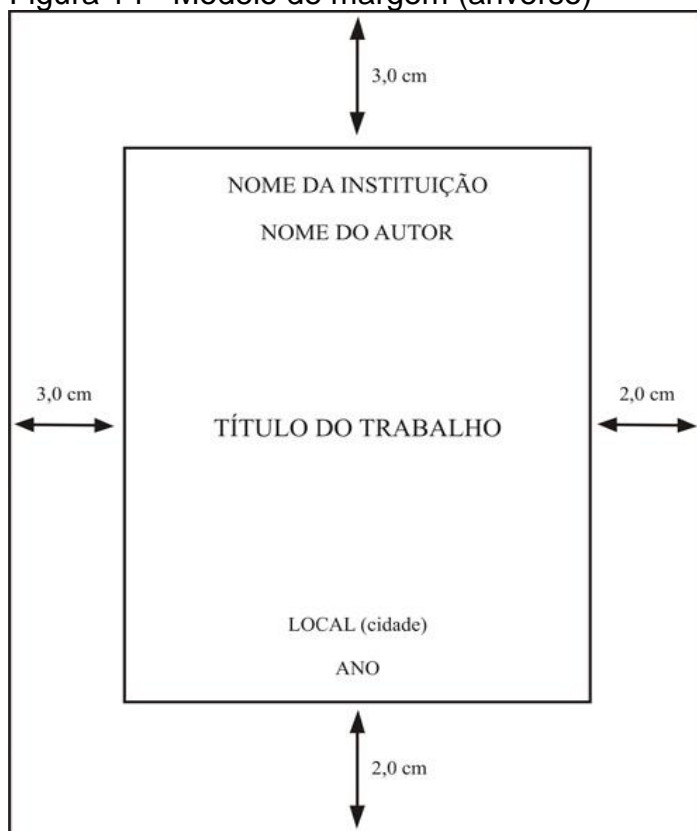 Modelo de margem (anverso)
3,0 cm
NOME DA INSTITUIÇÃO
NOME DO AUTOR
3,0 cm
2,0 cm
TÍTULO DO TRABALHO
LOCAL (cidade)
ANO
2,0 cm